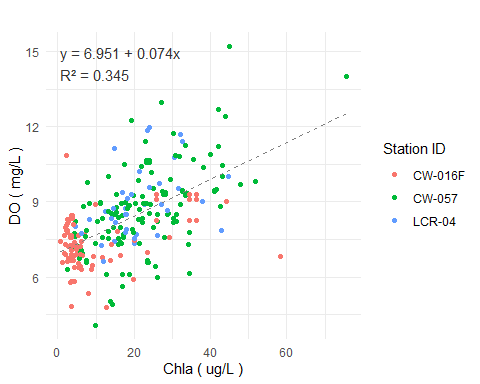 y = 6.951 + 0.074x
R² = 0.345
15
12
9
6
DO ( mg/L )
0
20
40
60
Chla ( ug/L )
Station ID
CW-016F
CW-057
LCR-04